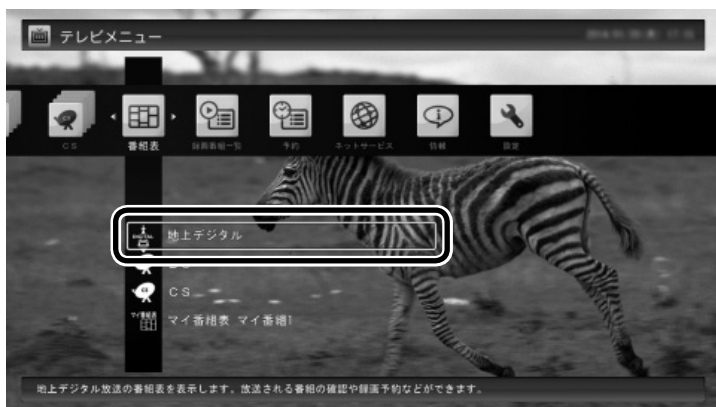 テレビメニュー
CS
番組表
録画番組一覧
予約
ネットサービス
情報
設定
地上デジタル
CS
マイ番組表 マイ番組1
地上デジタル放送の番組表を表示します。放送される番組の確認や録画予約などができます。